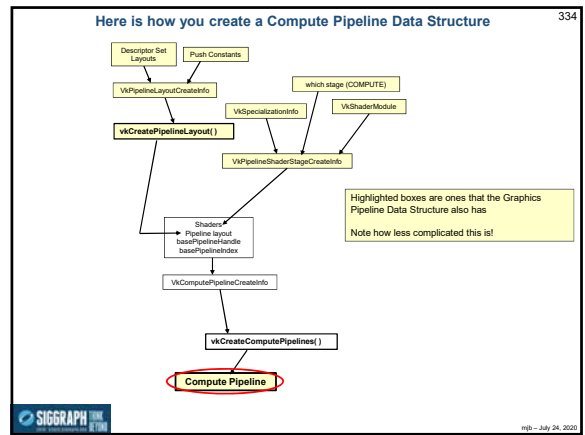 Here is how you create a Compute Pipeline Data Structure
334
Descriptor Set
Layouts
Push Constants
which stage (COMPUTE)
VkPipelineLayoutCreateInfo
VkSpecializationInfo
VkShaderModule
vkCreatePipelineLayout( )
VkPipelineShaderStageCreateInfo
Highlighted boxes are ones that the Graphics
Pipeline Data Structure also has
Note how less complicated this is!
Shaders
Pipeline layout
basePipelineHandle
basePipelineIndex
VkComputePipelineCreateInfo
vkCreateComputePipelines( )
Compute Pipeline
SIGGRAPH THINK
BEYOND
mjb – July 24, 2020